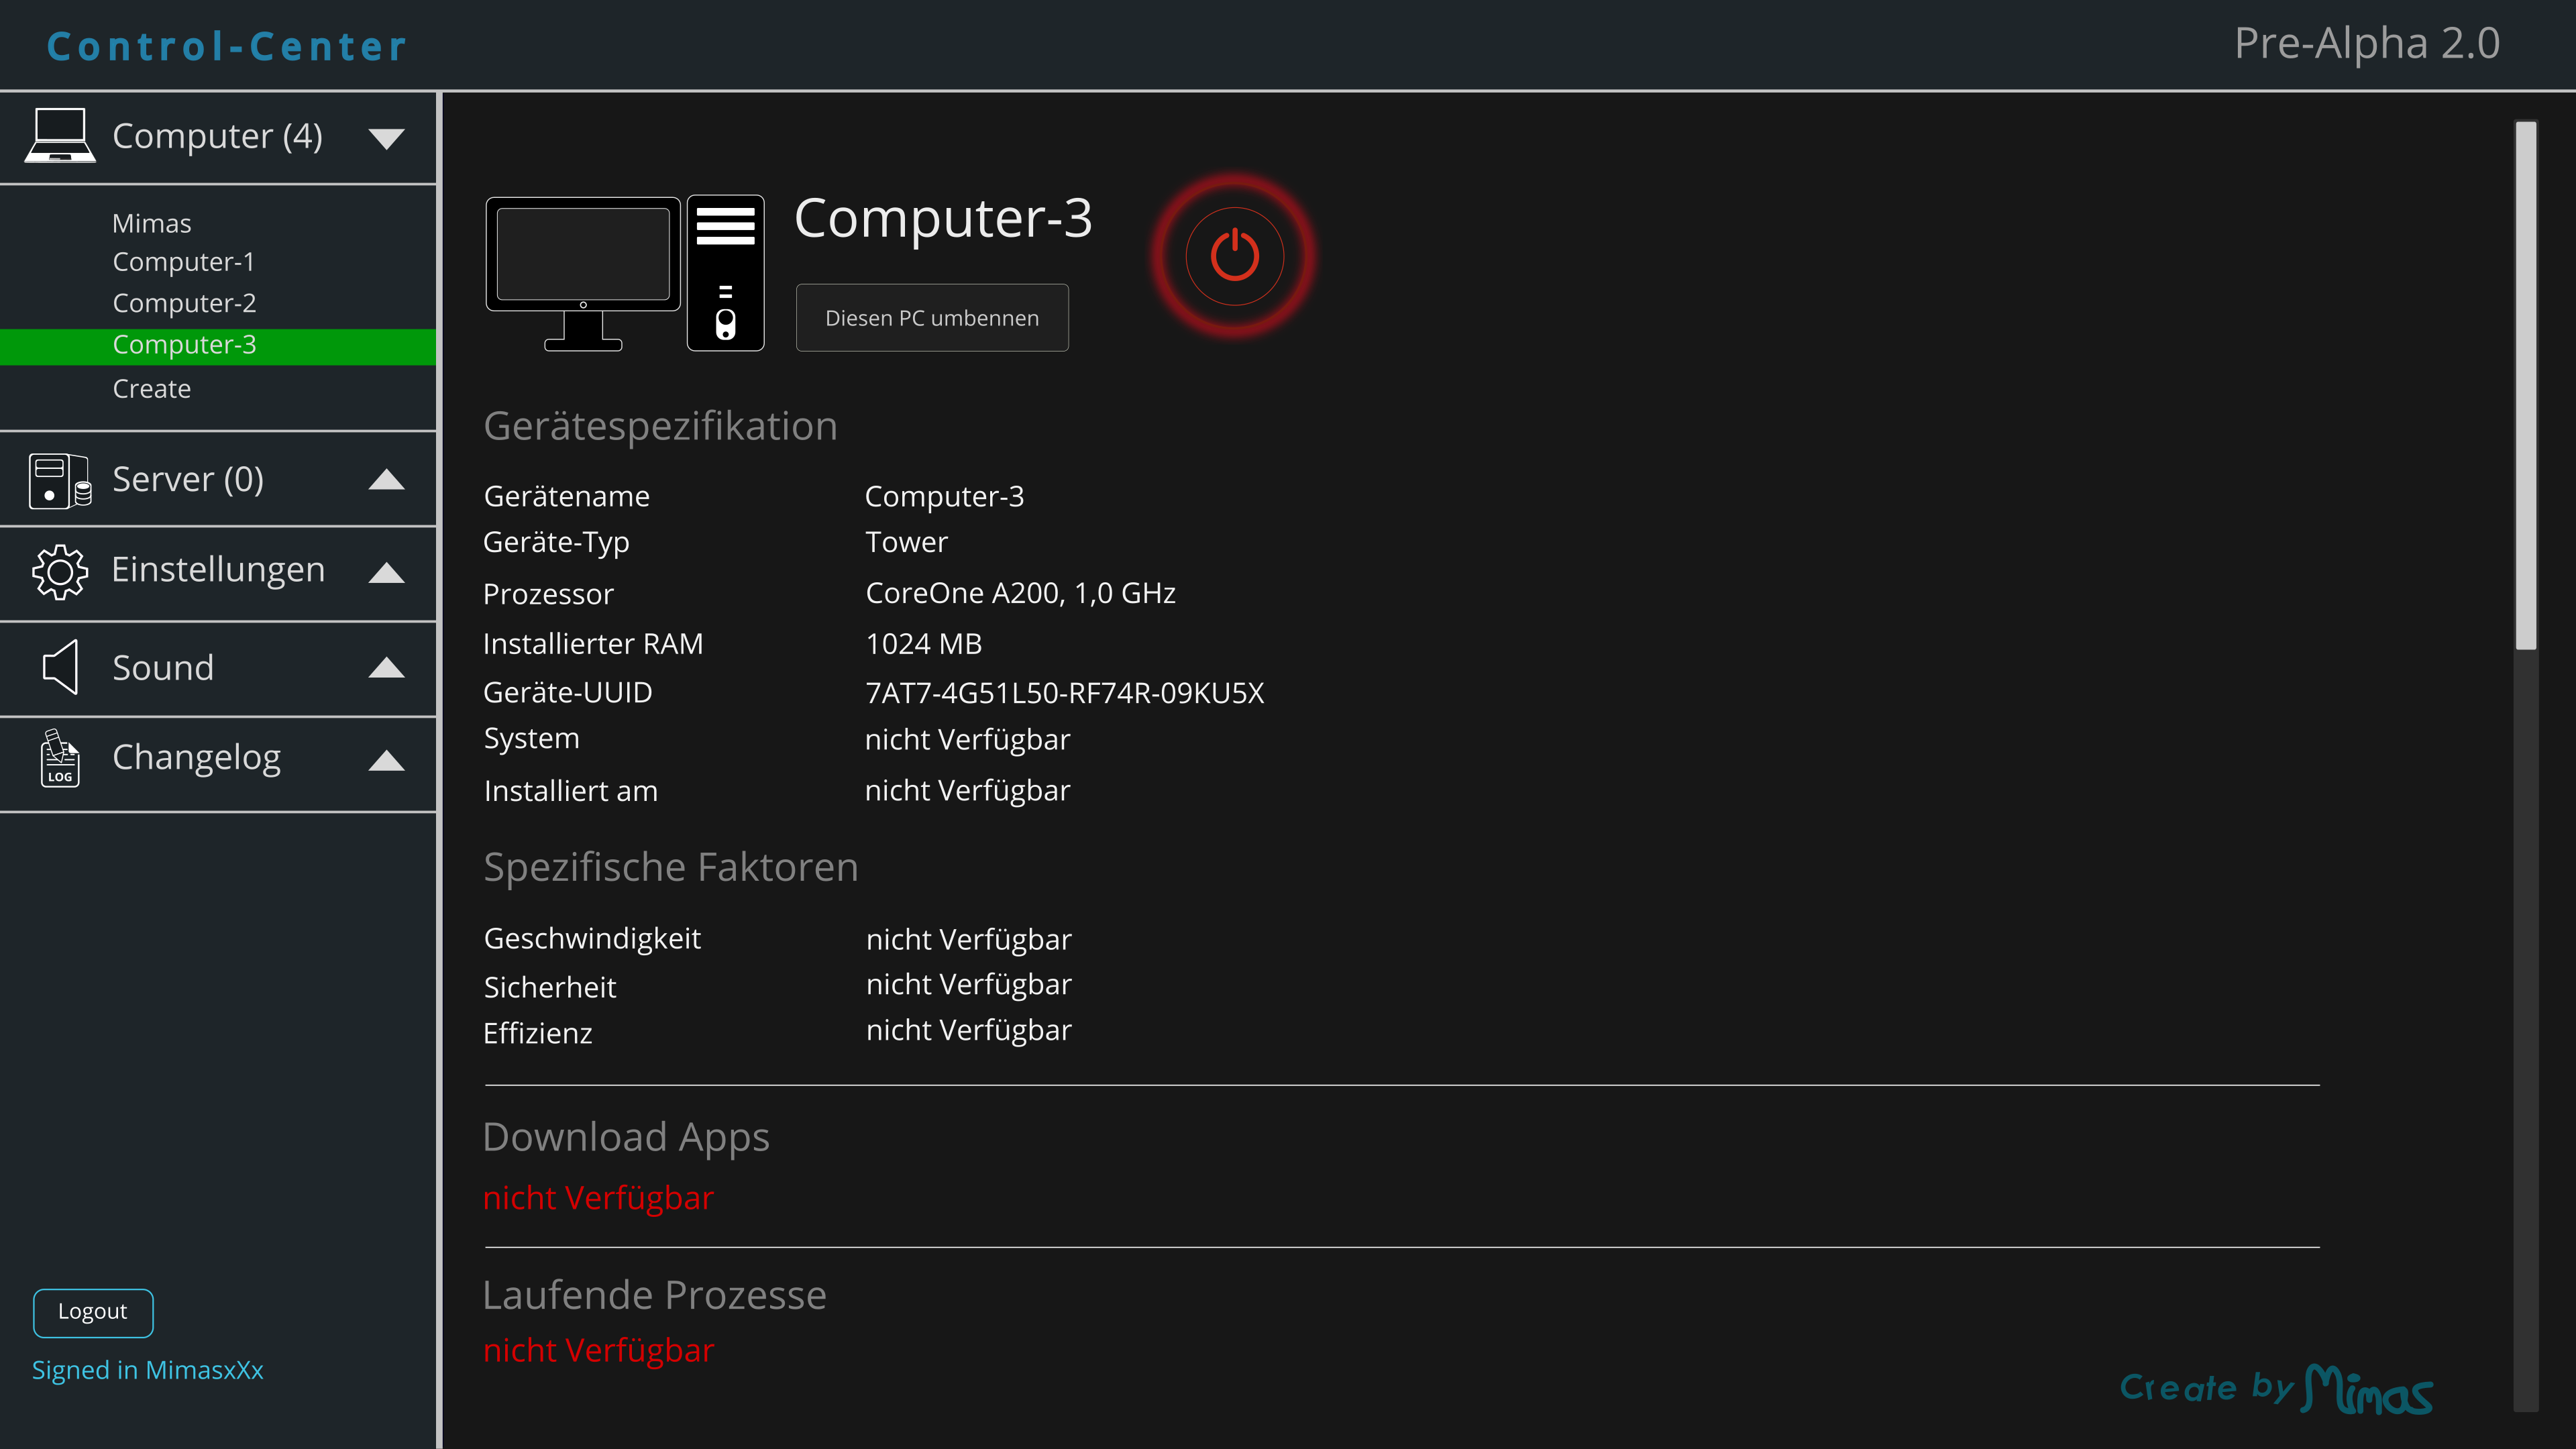 Control-Center
Pre-Alpha 2.0
Computer (4)
Mimas
Computer-1
Computer-2
Computer-3
Create
Server (0)
Einstellungen
Sound
LOG
Changelog
Logout
Signed in MimasxXx
Computer-3
Diesen PC umbennen
Gerätespezifikation
Gerätename Computer-3
Geräte-Typ Tower
Prozessor CoreOne A200, 1,0 GHz
Installierter RAM 1024 MB
Geräte-UUID 7AT7-4G51L50-RF74R-09KU5X
System nicht Verfügbar
Installiert am nicht Verfügbar
Spezifische Faktoren
Geschwindigkeit nicht Verfügbar
Sicherheit nicht Verfügbar
Effizienz nicht Verfügbar
Download Apps
nicht Verfügbar
Laufende Prozesse
nicht Verfügbar
Create by Mimas